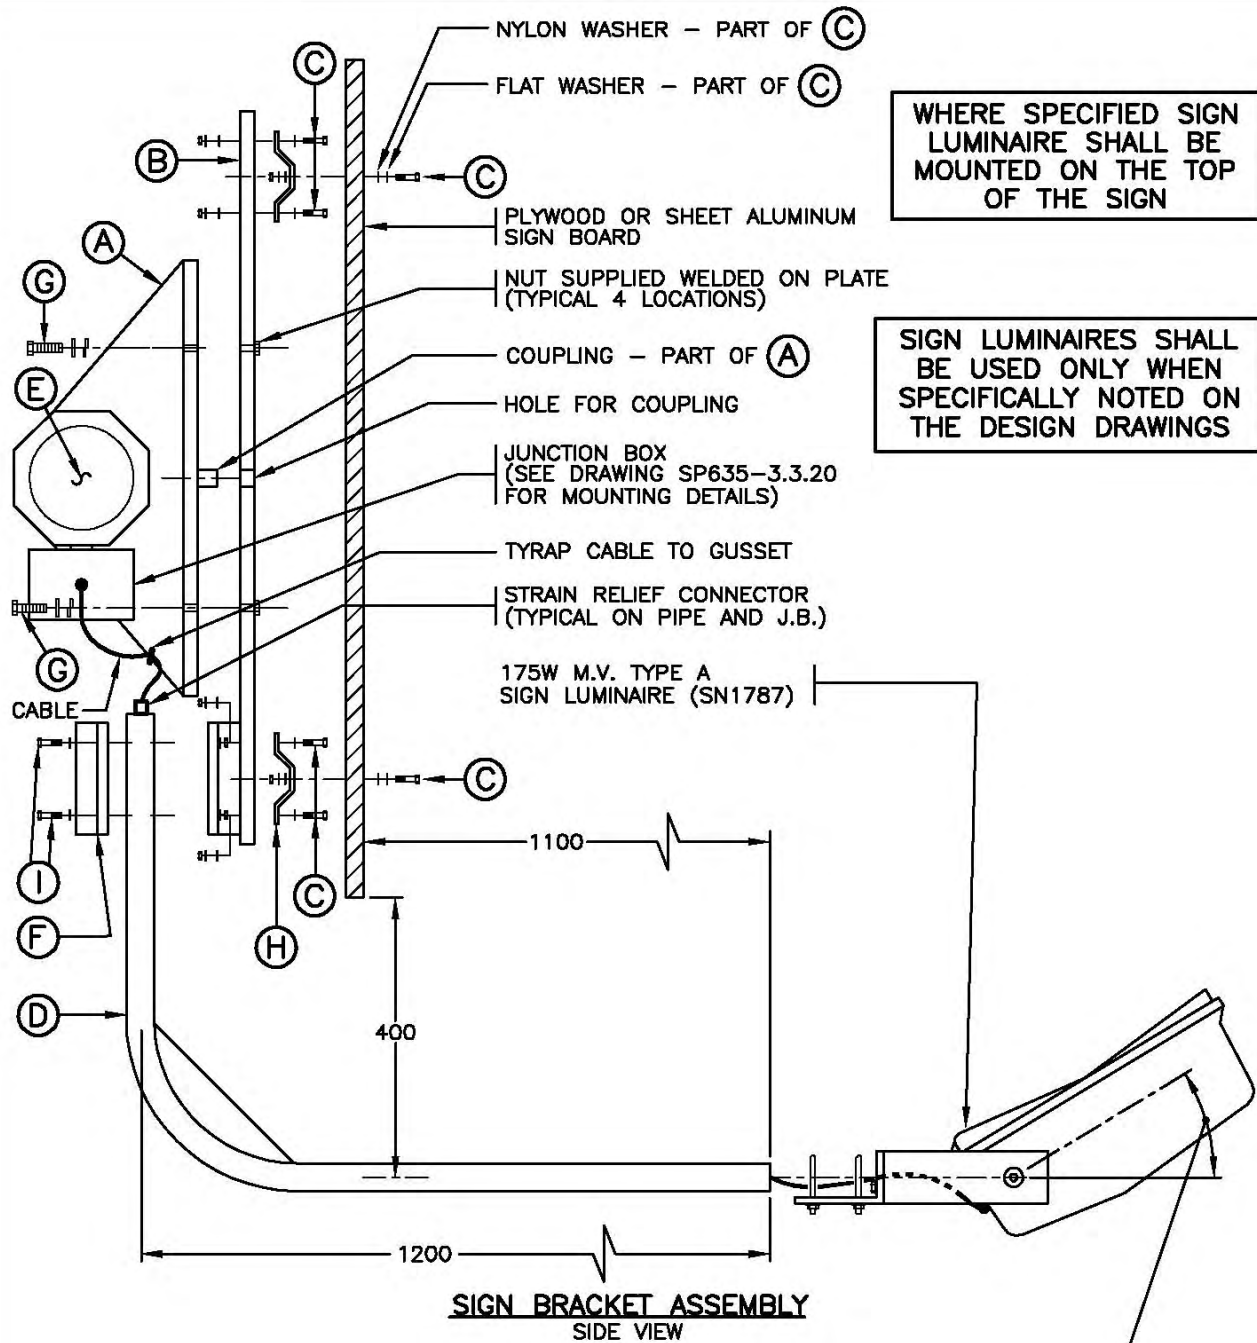 NYLON WASHER – PART OF C
C
FLAT WASHER – PART OF C
WHERE SPECIFIED SIGN
LUMINAIRE SHALL BE
MOUNTED ON THE TOP
OF THE SIGN
B
C
PLYWOOD OR SHEET ALUMINUM
SIGN BOARD
A
G
NUT SUPPLIED WELDED ON PLATE
(TYPICAL 4 LOCATIONS)
SIGN LUMINAIRES SHALL
BE USED ONLY WHEN
SPECIFICALLY NOTED ON
THE DESIGN DRAWINGS
COUPLING – PART OF A
E
HOLE FOR COUPLING
JUNCTION BOX
(SEE DRAWING SP635–3.3.20
FOR MOUNTING DETAILS)
TYRAP CABLE TO GUSSET
STRAIN RELIEF CONNECTOR
(TYPICAL ON PIPE AND J.B.)
G
175W M.V. TYPE A
SIGN LUMINAIRE (SN1787)
CABLE
C
1100
I
C
F
H
D
400
1200
SIGN BRACKET ASSEMBLY
SIDE VIEW